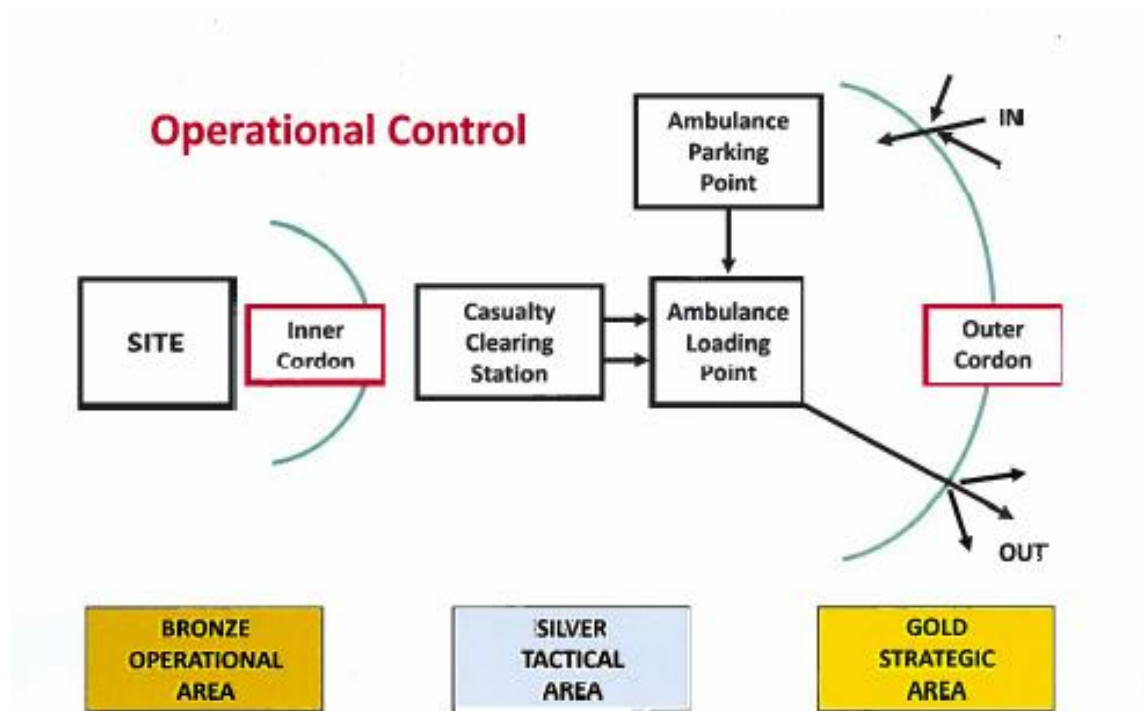 Operational Control
Ambulance
Parking
Point
IN
SITE
Inner
Cordon
Casualty
Clearing
Station
Ambulance
Loading
Point
Outer
Cordon
OUT
BRONZE
OPERATIONAL
AREA
SILVER
TACTICAL
AREA
GOLD
STRATEGIC
AREA